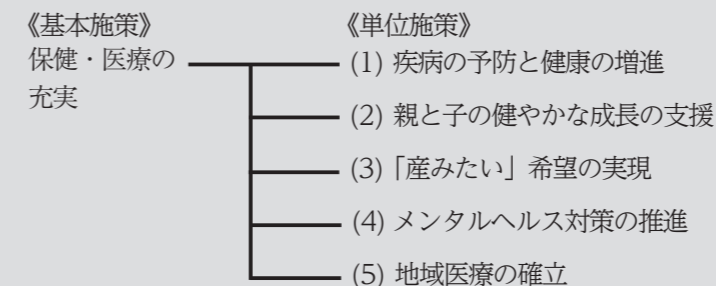 《基本施策》
《単位施策》
保健・医療の
充実
(1) 疾病の予防と健康の増進
(2) 親と子の健やかな成長の支援
(3)「産みたい」希望の実現
(4) メンタルヘルス対策の推進
(5) 地域医療の確立